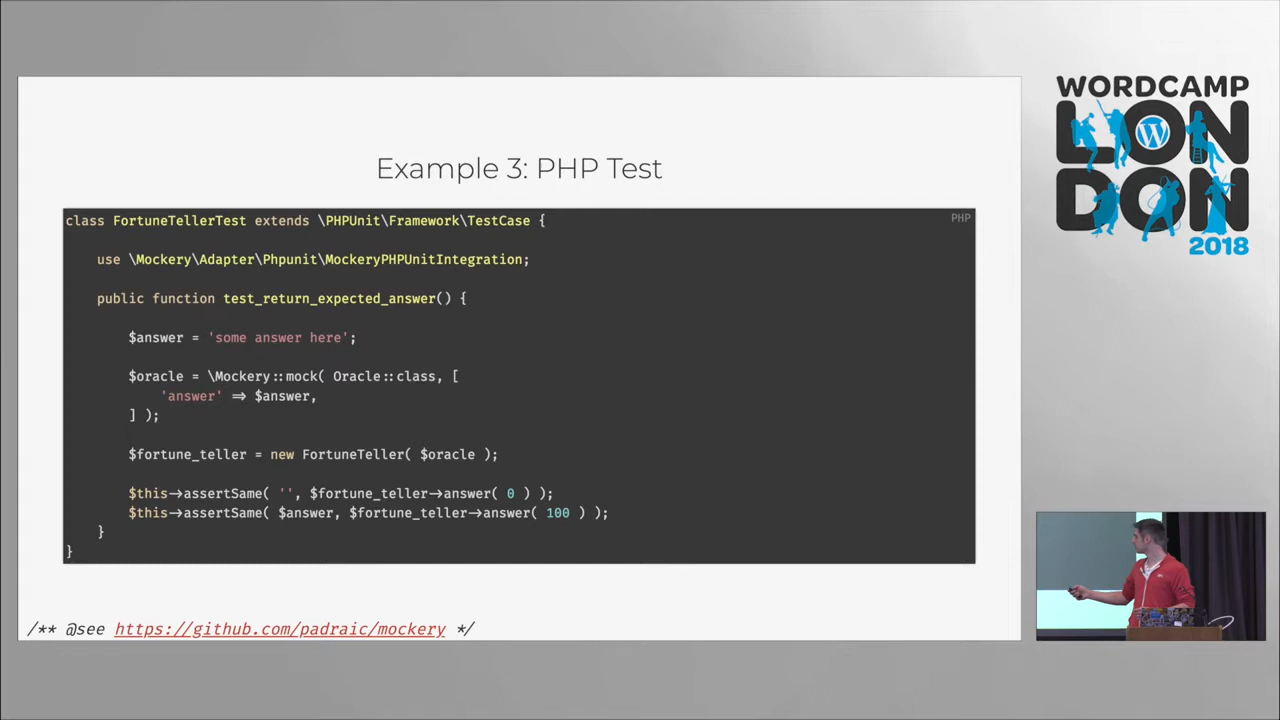 WORDCAMP
LONDON
2018
Example 3: PHP Test
PHP
class FortuneTellerTest extends \PHPUnit\Framework\TestCase {
use \Mockery\Adapter\Phpunit\MockeryPHPUnitIntegration;
public function test_return_expected_answer() {
$answer = 'some answer here';
$oracle = \Mockery::mock( Oracle::class, [
'answer' => $answer,
] );
$fortune_teller = new FortuneTeller( $oracle );
$this->assertSame( '', $fortune_teller->answer( 0 ) );
$this->assertSame( $answer, $fortune_teller->answer( 100 ) );
}
}
/** @see https://github.com/padraic/mockery */